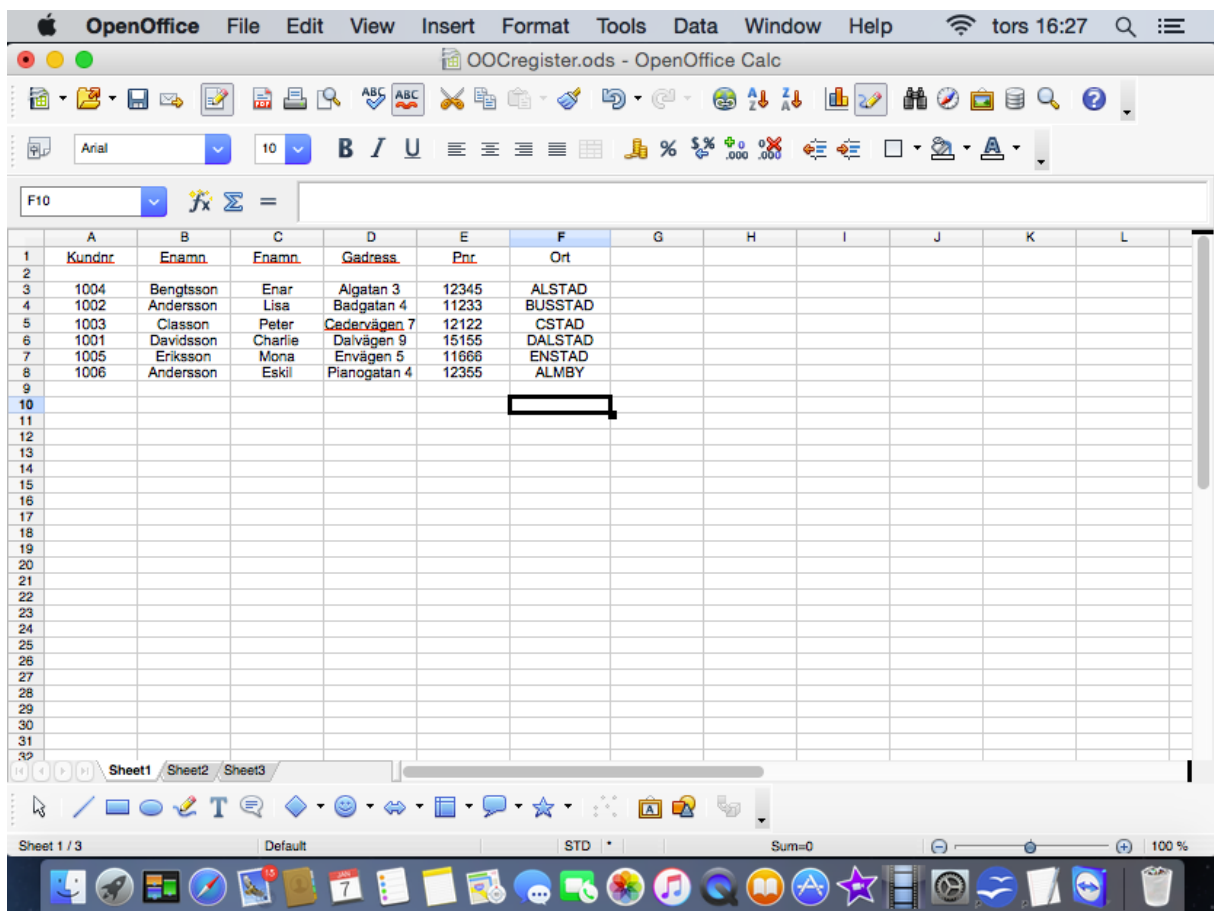 OpenOffice File Edit View Insert Format Tools Data Window Help tors 16:27
OOCregister.ods - OpenOffice Calc
Arial 10
F10
A B C D E F G H I J K L
1 Kundnr Enamn Fnamn Gadress Pnr Ort
2
3 1004 Bengtsson Enar Algatan 3 12345 ALSTAD
4 1002 Andersson Lisa Badgatan 4 11233 BUSSTAD
5 1003 Classon Peter Cedervägen 7 12122 CSTAD
6 1001 Davidsson Charlie Dalvägen 9 15155 DALSTAD
7 1005 Eriksson Mona Envägen 5 11666 ENSTAD
8 1006 Andersson Eskil Pianogatan 4 12355 ALMBY
9
10
11
12
13
14
15
16
17
18
19
20
21
22
23
24
25
26
27
28
29
30
31
32
Sheet1 Sheet2 Sheet3
Sheet 1 / 3 Default STD * Sum=0 100 %